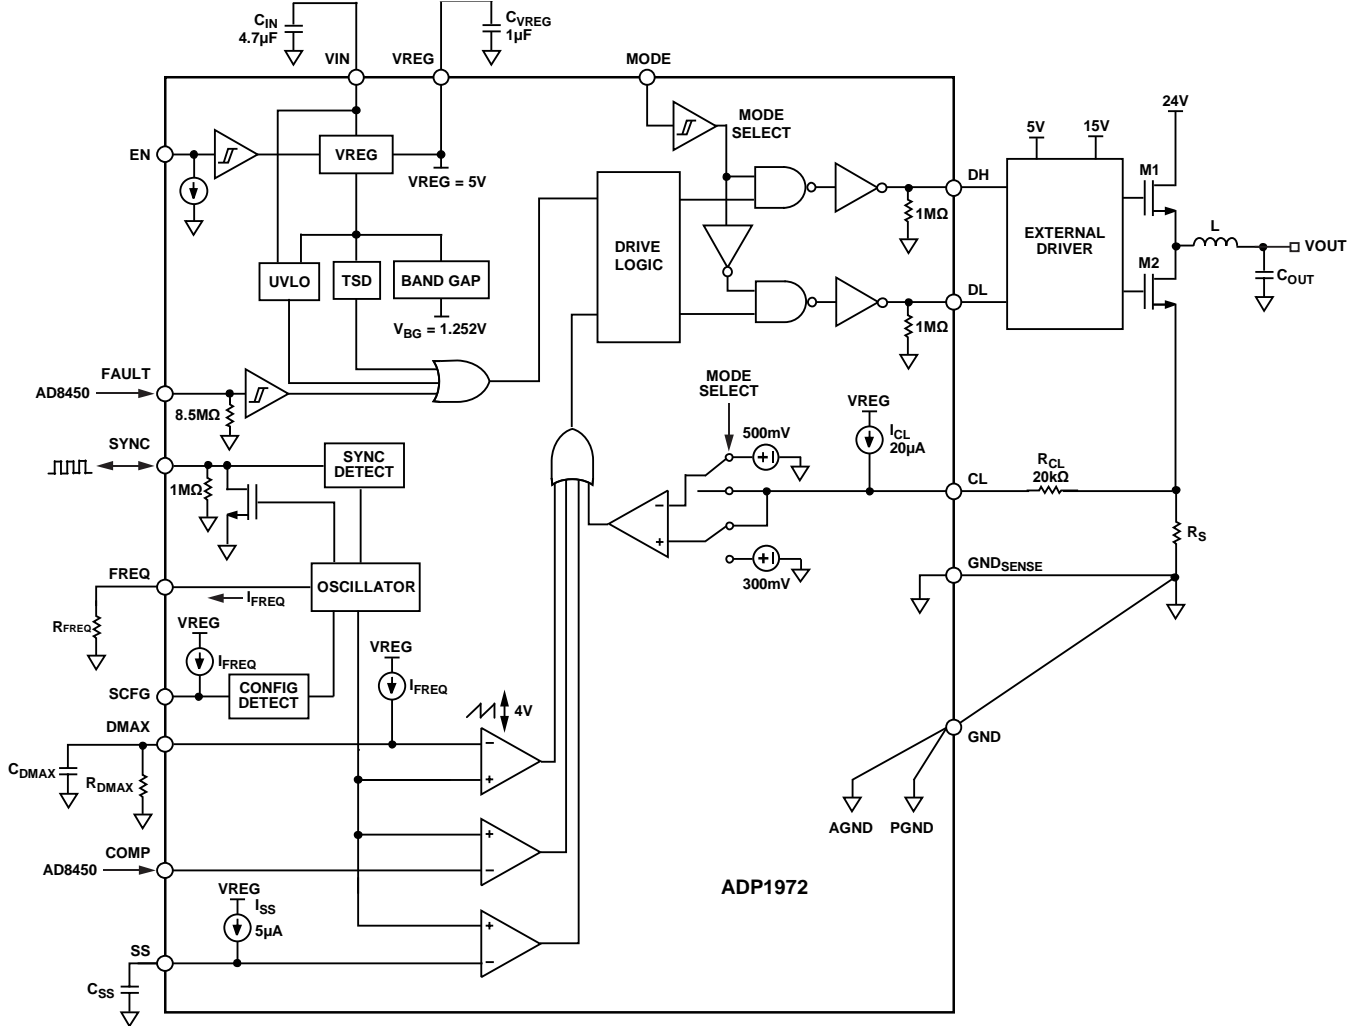 CIN
4.7µF
CVREG
1µF
VIN
VREG
MODE
24V
MODE
SELECT
5V
15V
EN
VREG
VREG = 5V
DH
M1
1MΩ
DRIVE
LOGIC
EXTERNAL
DRIVER
L
VOUT
UVLO
TSD
BAND GAP
DL
M2
COUT
VBG = 1.252V
1MΩ
FAULT
AD8450
MODE
SELECT
VREG
8.5MΩ
500mV
ICL
20µA
SYNC
SYNC
DETECT
RCL
20kΩ
1MΩ
CL
RS
FREQ
OSCILLATOR
GNDSENSE
IFREQ
300mV
RFREQ
VREG
VREG
IFREQ
SCFG
CONFIG
DETECT
IFREQ
4V
DMAX
GND
CDMAX
RDMAX
AGND
PGND
COMP
AD8450
VREG
ISS
5µA
ADP1972
SS
CSS